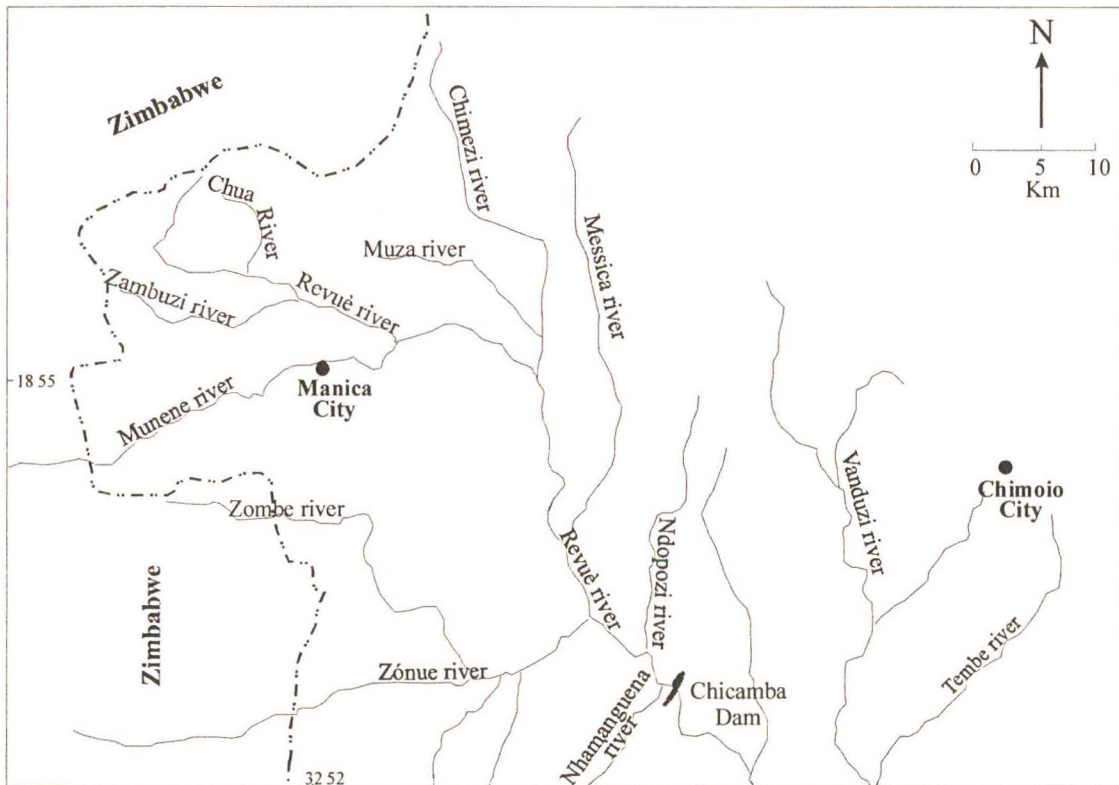 N
Zimbabwe
0 5 10
Km
Chimezi river
Chua
River
Messica river
Muza river
Zambuzi river
Revuè river
18 55
Manica
City
Munene river
Vanduzi river
Chimoio
City
Zombe river
Ndopozi river
Revuè river
Zimbabwe
Tembe river
Zónue river
Chicamba
Dam
Nhamanguena
river
32 52